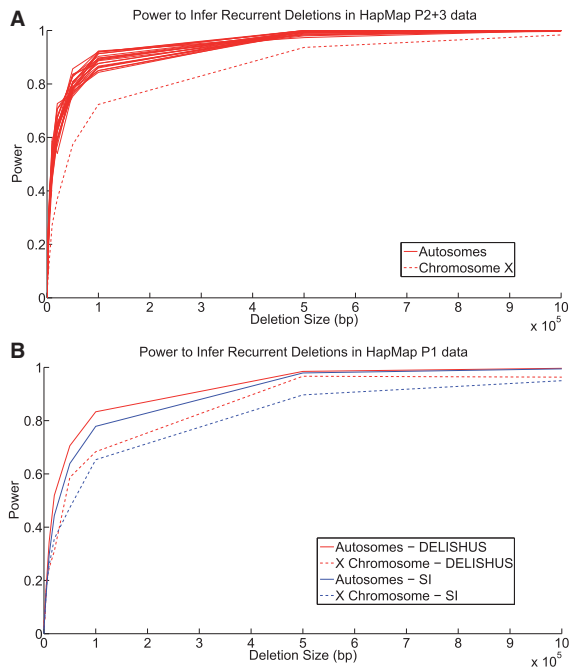 A
Power to Infer Recurrent Deletions in HapMap P2+3 data
1
0.8
0.6
0.4
0.2
0
Power
Autosomes
Chromosome X
0 1 2 3 4 5 6 7 8 9 10
Deletion Size (bp)
x 10^5
B
Power to Infer Recurrent Deletions in HapMap P1 data
1
0.8
0.6
0.4
0.2
0
Power
Autosomes − DELISHUS
X Chromosome − DELISHUS
Autosomes − SI
X Chromosome − SI
0 1 2 3 4 5 6 7 8 9 10
Deletion Size (bp)
x 10^5